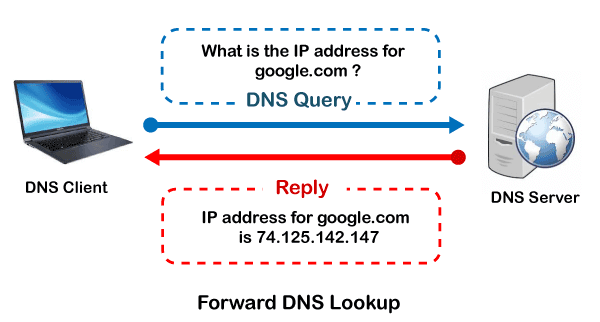 What is the IP address for
google.com ?
DNS Query
DNS Client
DNS Server
Reply
IP address for google.com
is 74.125.142.147
Forward DNS Lookup